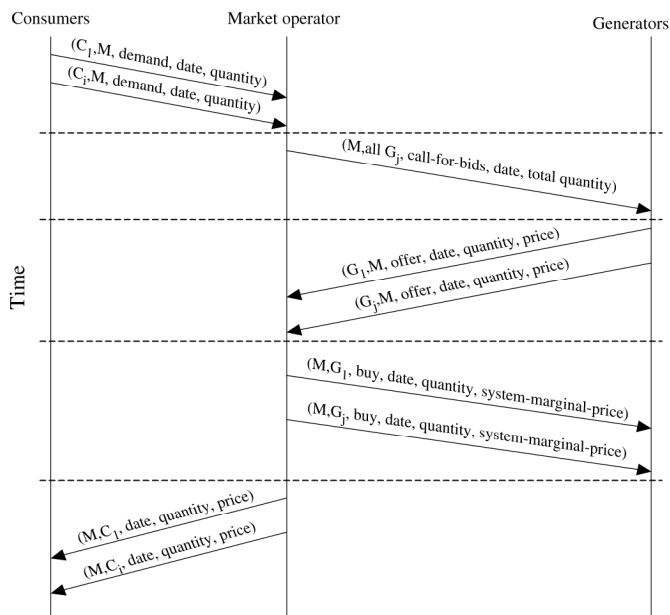 Consumers
Market operator
Generators
(C1,M, demand, date, quantity)
(Ci,M, demand, date, quantity)
(M,all Gj, call-for-bids, date, total quantity)
(G1,M, offer, date, quantity, price)
(Gj,M, offer, date, quantity, price)
Time
(M,G1, buy, date, quantity, system-marginal-price)
(M,Gj, buy, date, quantity, system-marginal-price)
(M,C1, date, quantity, price)
(M,Ci, date, quantity, price)